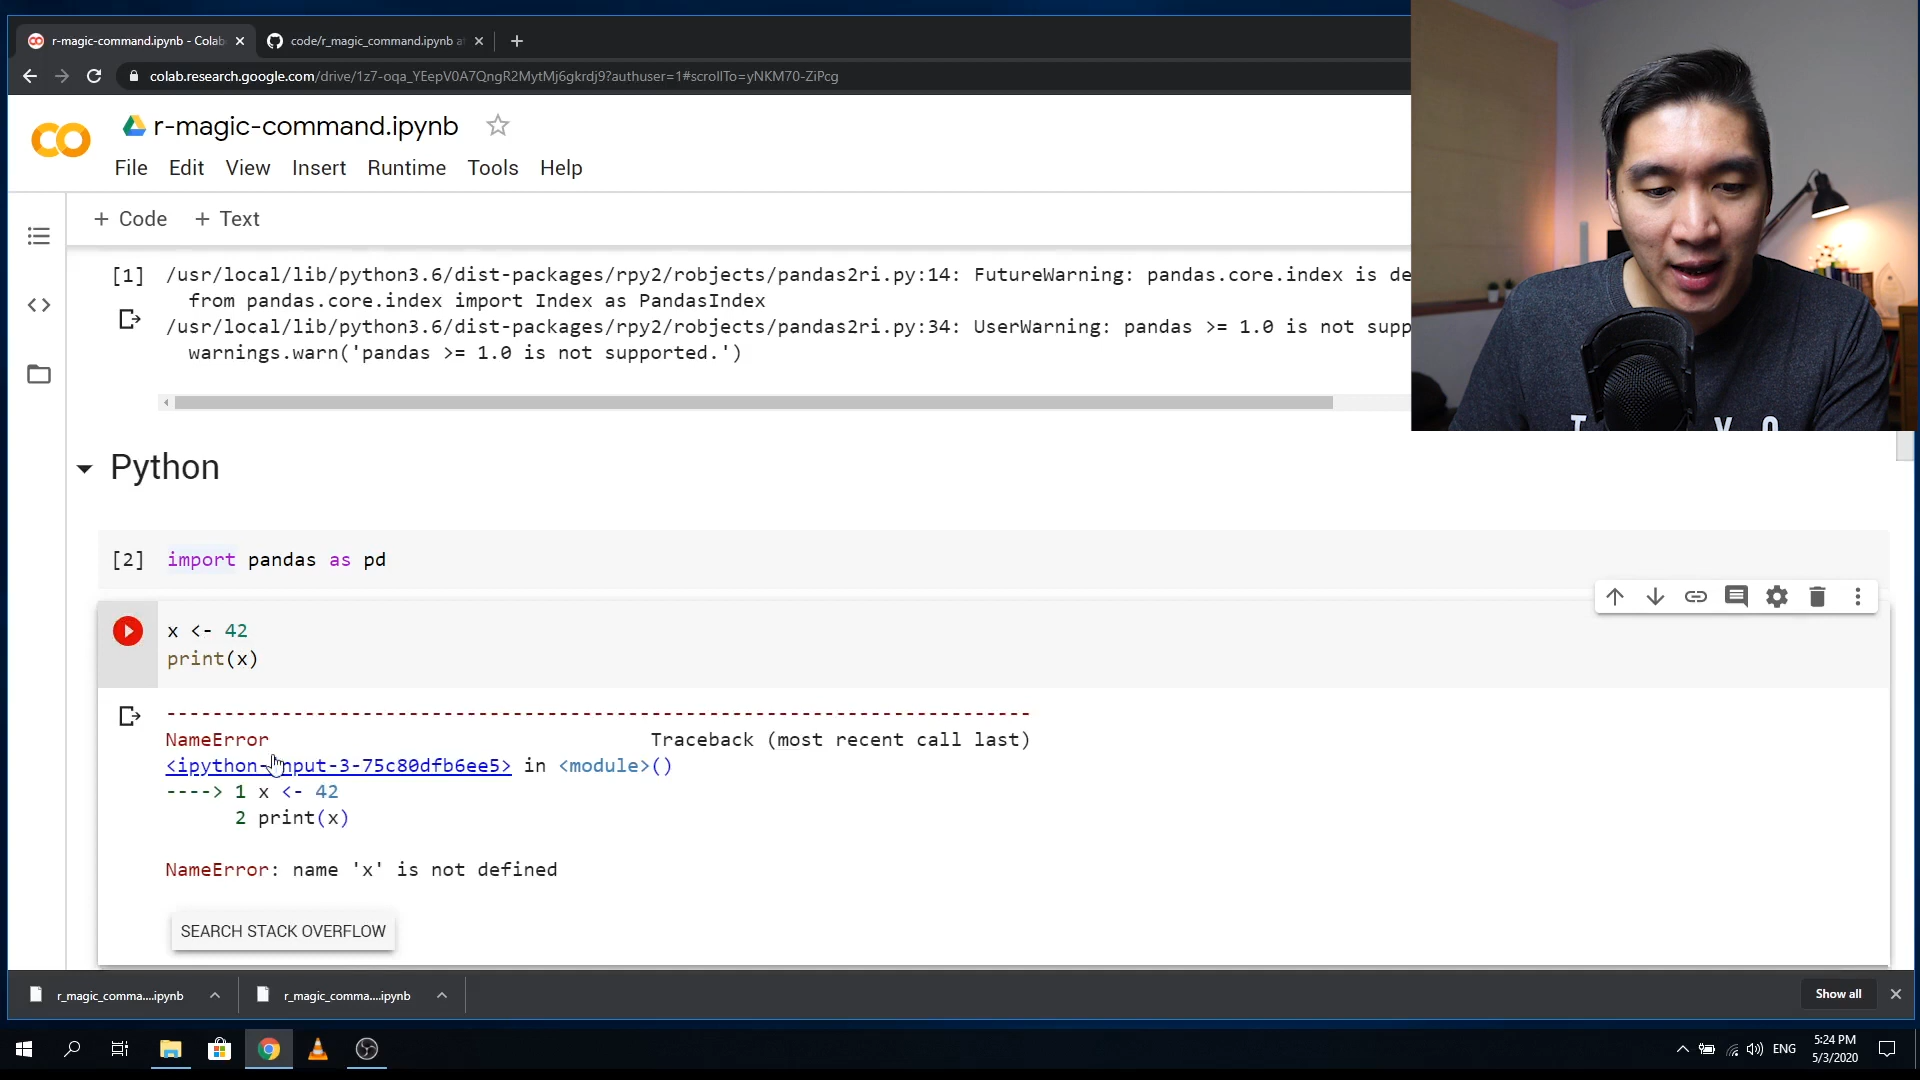 r-magic-command.ipynb - Colab
code/r_magic_command.ipynb a
colab.research.google.com/drive/1z7-oqa_YEepV0A7QngR2MytMj6gkrdj9?authuser=1#scrollTo=yNKM70-ZiPcg
r-magic-command.ipynb
File Edit View Insert Runtime Tools Help
+ Code + Text
[1] /usr/local/lib/python3.6/dist-packages/rpy2/robjects/pandas2ri.py:14: FutureWarning: pandas.core.index is de
from pandas.core.index import Index as PandasIndex
/usr/local/lib/python3.6/dist-packages/rpy2/robjects/pandas2ri.py:34: UserWarning: pandas >= 1.0 is not supp
warnings.warn('pandas >= 1.0 is not supported.')
Python
[2] import pandas as pd
x <- 42
print(x)
---------------------------------------------------------------------------
NameError Traceback (most recent call last)
<ipython-input-3-75c80dfb6ee5> in <module>()
----> 1 x <- 42
2 print(x)
NameError: name 'x' is not defined
SEARCH STACK OVERFLOW
r_magic_comma....ipynb
r_magic_comma....ipynb
Show all
ENG
5:24 PM
5/3/2020